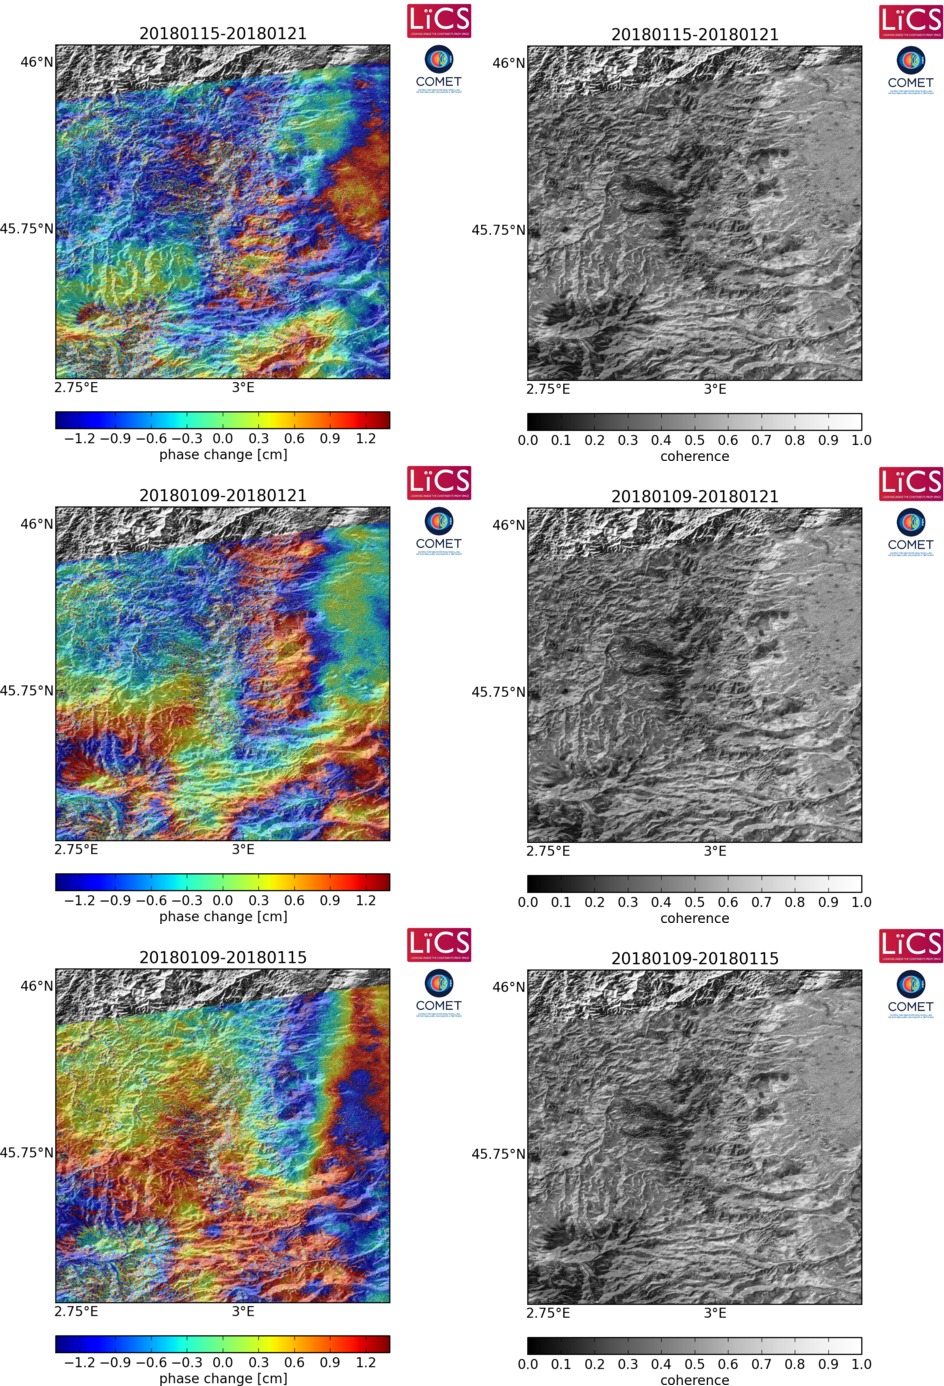 LïCS LïCS
20180115-20180121 20180115-20180121
46°N 46°N
COMET COMET
45.75°N 45.75°N
2.75°E 3°E 2.75°E 3°E
−1.2 −0.9 −0.6 −0.3 0.0 0.3 0.6 0.9 1.2 0.0 0.1 0.2 0.3 0.4 0.5 0.6 0.7 0.8 0.9 1.0
phase change [cm] coherence
LïCS LïCS
20180109-20180121 20180109-20180121
46°N 46°N
COMET COMET
45.75°N 45.75°N
2.75°E 3°E 2.75°E 3°E
−1.2 −0.9 −0.6 −0.3 0.0 0.3 0.6 0.9 1.2 0.0 0.1 0.2 0.3 0.4 0.5 0.6 0.7 0.8 0.9 1.0
phase change [cm] coherence
LïCS LïCS
20180109-20180115 20180109-20180115
46°N 46°N
COMET COMET
45.75°N 45.75°N
2.75°E 3°E 2.75°E 3°E
−1.2 −0.9 −0.6 −0.3 0.0 0.3 0.6 0.9 1.2 0.0 0.1 0.2 0.3 0.4 0.5 0.6 0.7 0.8 0.9 1.0
phase change [cm] coherence